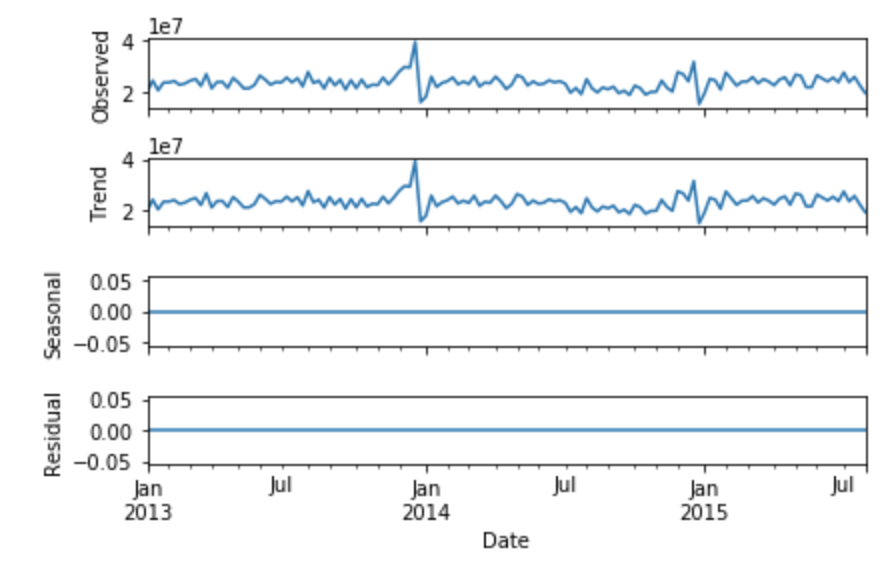 1e7
4
2
Observed
1e7
4
2
Trend
0.05
0.00
−0.05
Seasonal
0.05
0.00
−0.05
Residual
Jan Jul Jan Jul Jan Jul
2013 2014 2015
Date